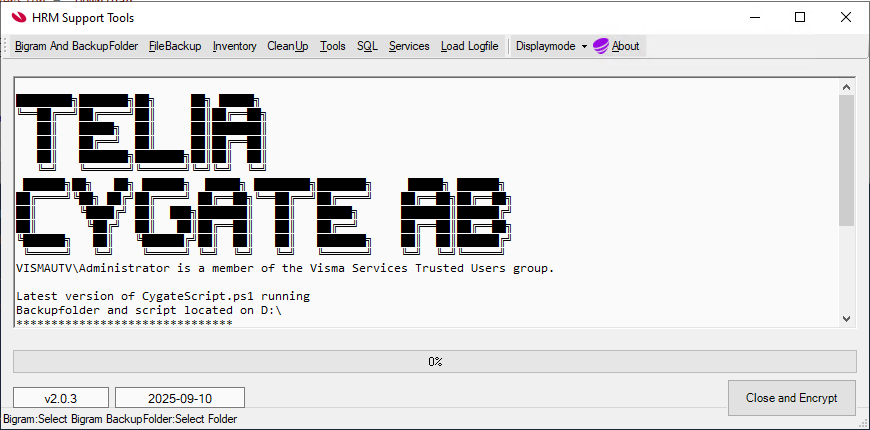 HRM Support Tools
Bigram And BackupFolder FileBackup Inventory CleanUp Tools SQL Services Load Logfile Displaymode About
TELIA
CYGATE AB
VISMAUTV\Administrator is a member of the Visma Services Trusted Users group.
Latest version of CygateScript.ps1 running
Backupfolder and script located on D:\
*******************************
0%
v2.0.3 2025-09-10 Close and Encrypt
Bigram:Select Bigram BackupFolder:Select Folder